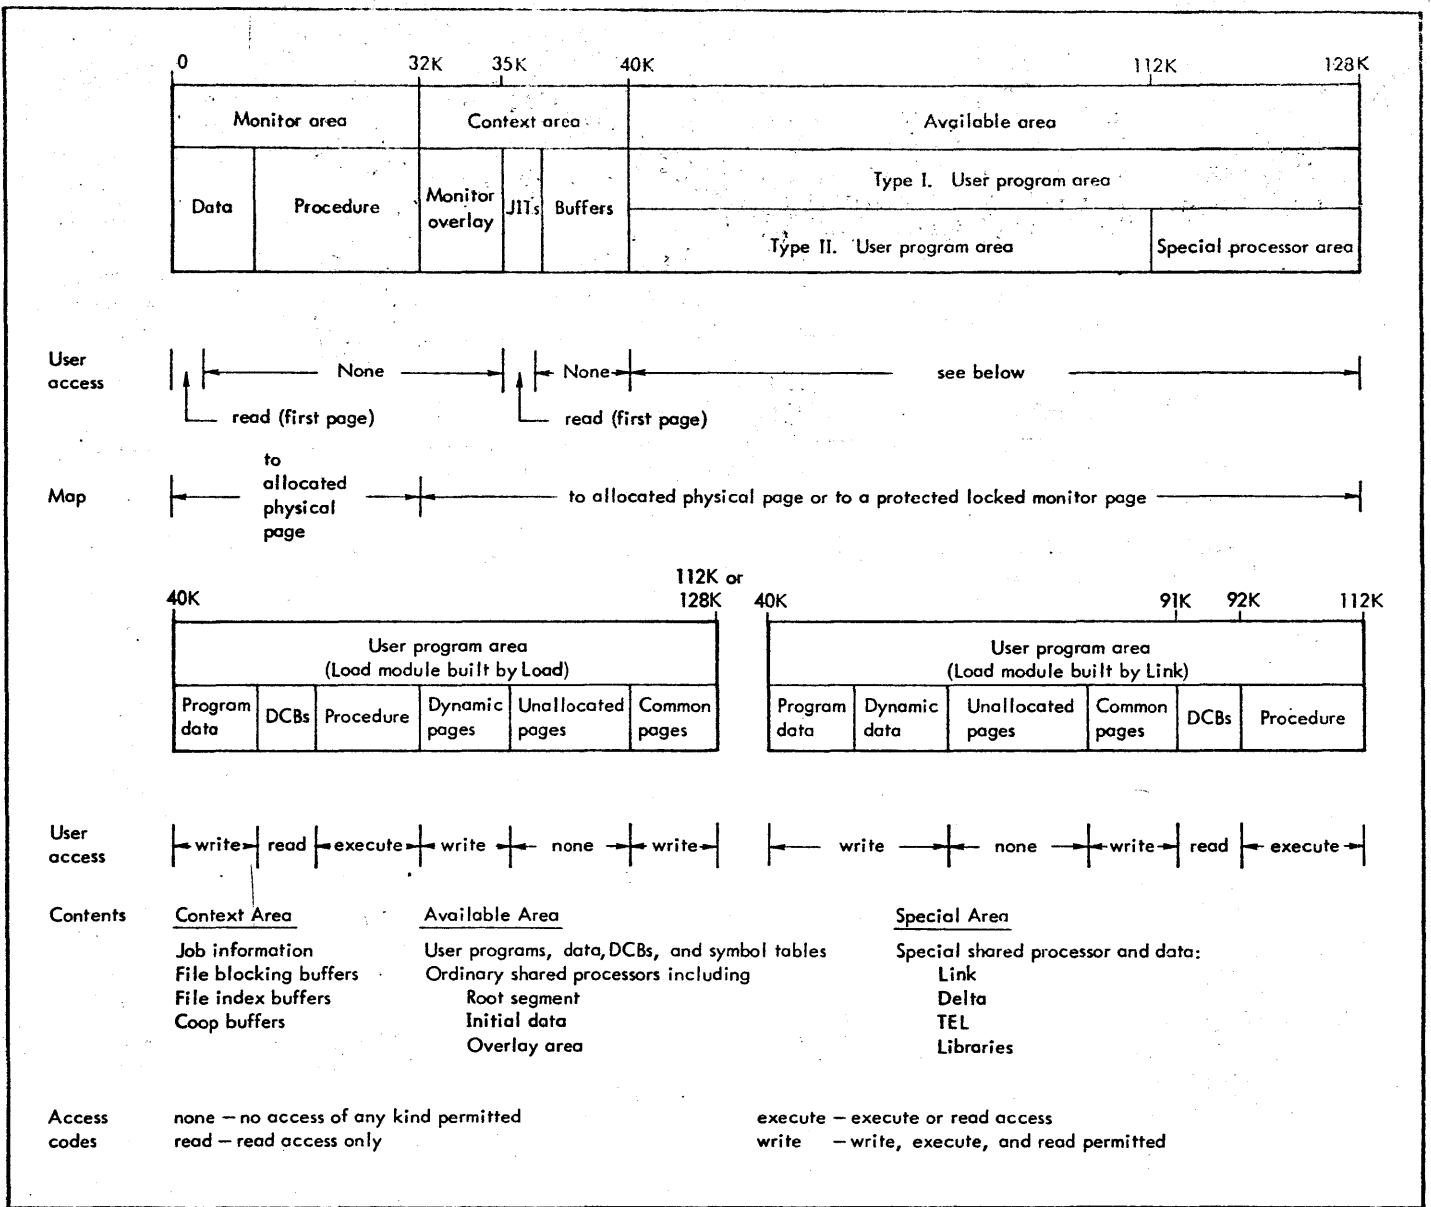 0 32K 35K 40K 112K 128K
Monitor area Context area Available area
Data Procedure Monitor overlay JITs Buffers
Type I. User program area
Type II. User program area Special processor area
User access
None None see below
read (first page) read (first page)
Map
to
allocated
physical
page
to allocated physical page or to a protected locked monitor page
40K 112K or 128K
User program area
(Load module built by Load)
Program data DCBs Procedure Dynamic pages Unallocated pages Common pages
40K 91K 92K 112K
User program area
(Load module built by Link)
Program data Dynamic data Unallocated pages Common pages DCBs Procedure
User access
write read execute write none write
write none write read execute
Contents
Context Area
Job information
File blocking buffers
File index buffers
Coop buffers
Available Area
User programs, data, DCBs, and symbol tables
Ordinary shared processors including
Root segment
Initial data
Overlay area
Special Area
Special shared processor and data:
Link
Delta
TEL
Libraries
Access codes
none — no access of any kind permitted
read — read access only
execute — execute or read access
write — write, execute, and read permitted